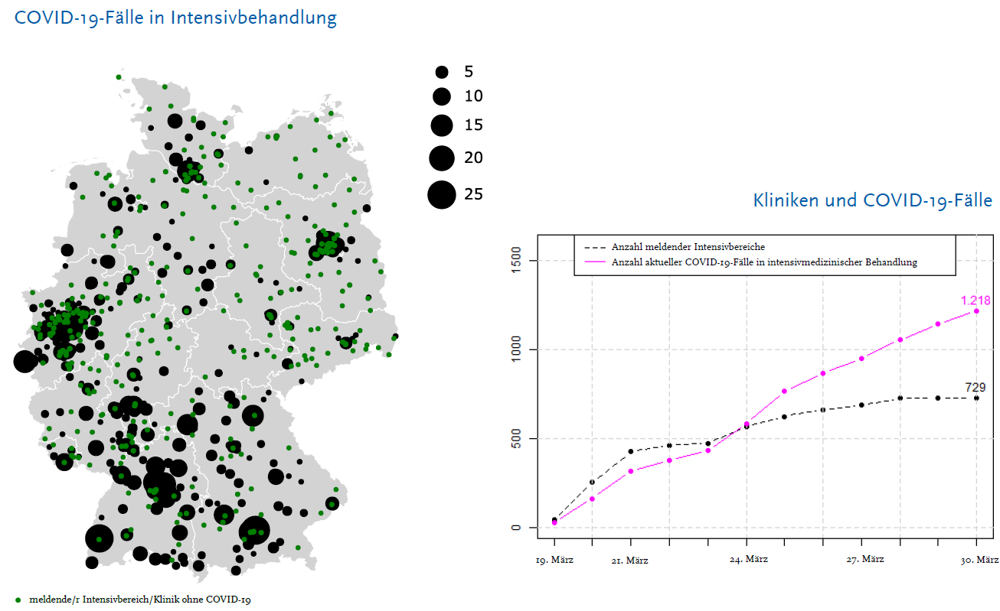 COVID-19-Fälle in Intensivbehandlung
5
10
15
20
25
meldende/r Intensivbereich/Klinik ohne COVID-19
Kliniken und COVID-19-Fälle
Anzahl meldender Intensivbereiche
Anzahl aktueller COVID-19-Fälle in intensivmedizinischer Behandlung
1500
1000
500
0
1.218
729
19. März
21. März
24. März
27. März
30. März